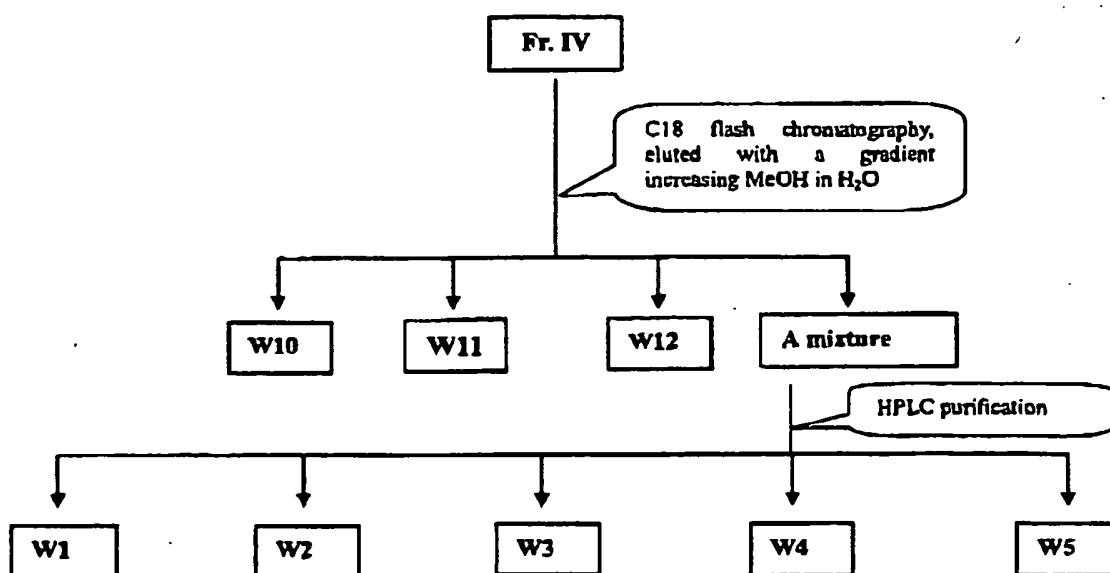 Fr. IV
C18 flash chromatography,
eluted with a gradient
increasing MeOH in H₂O
W10
W11
W12
A mixture
HPLC purification
W1
W2
W3
W4
W5